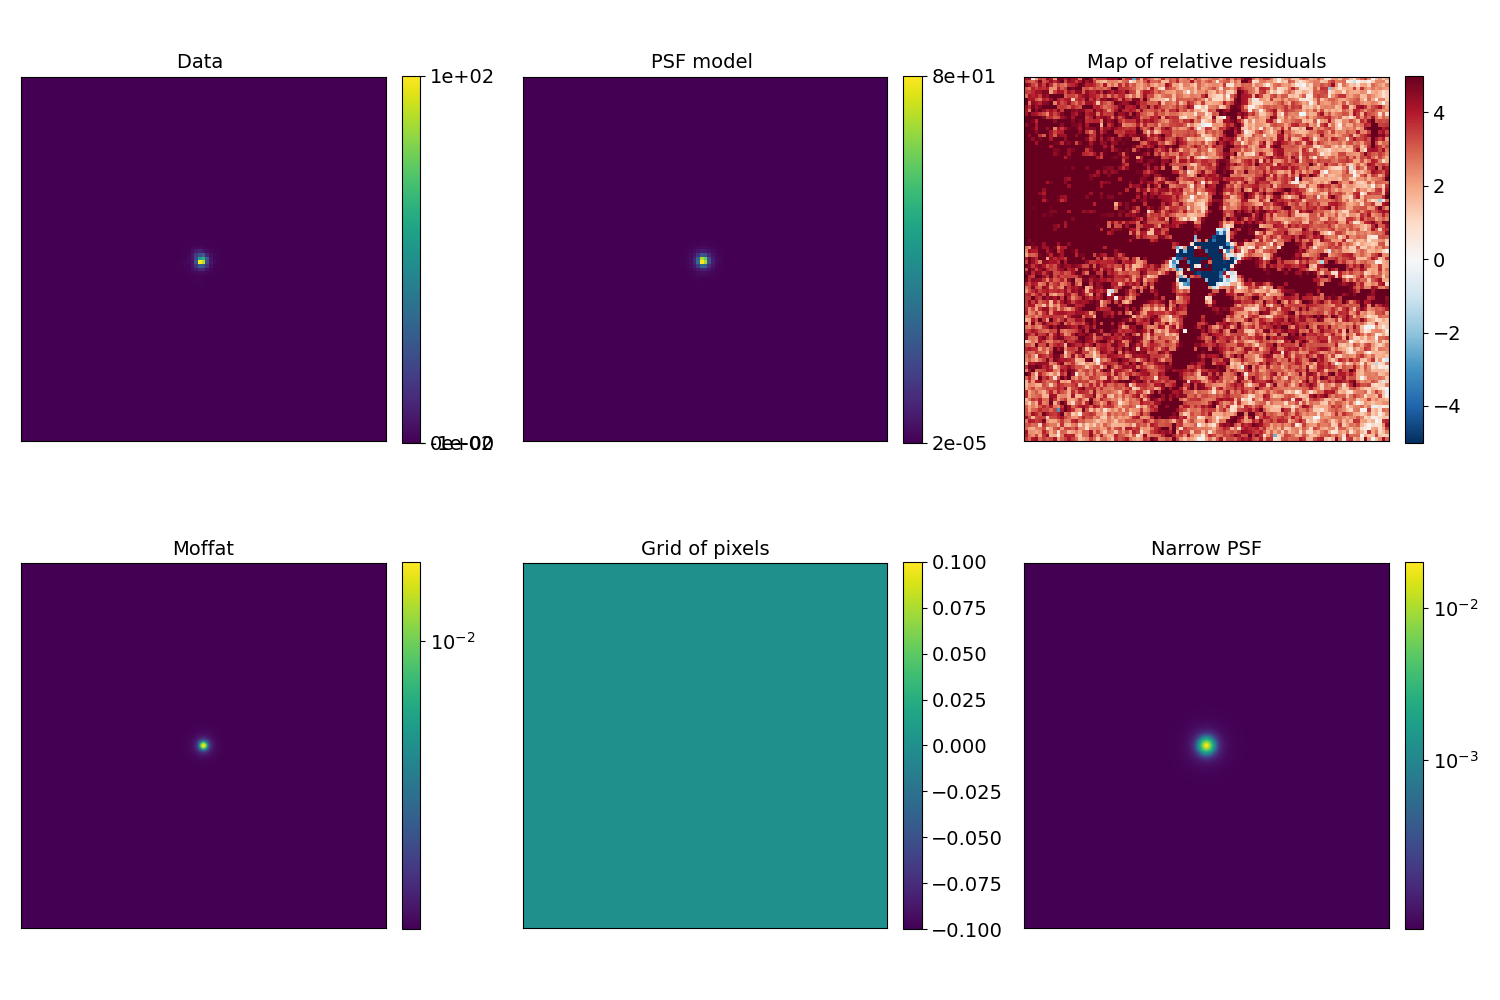 Data
PSF model
Map of relative residuals
1e+02
8e+01
4
2
0
−2
−4
2e-05
Moffat
Grid of pixels
Narrow PSF
10⁻²
0.100
0.075
0.050
0.025
0.000
−0.025
−0.050
−0.075
−0.100
10⁻²
10⁻³